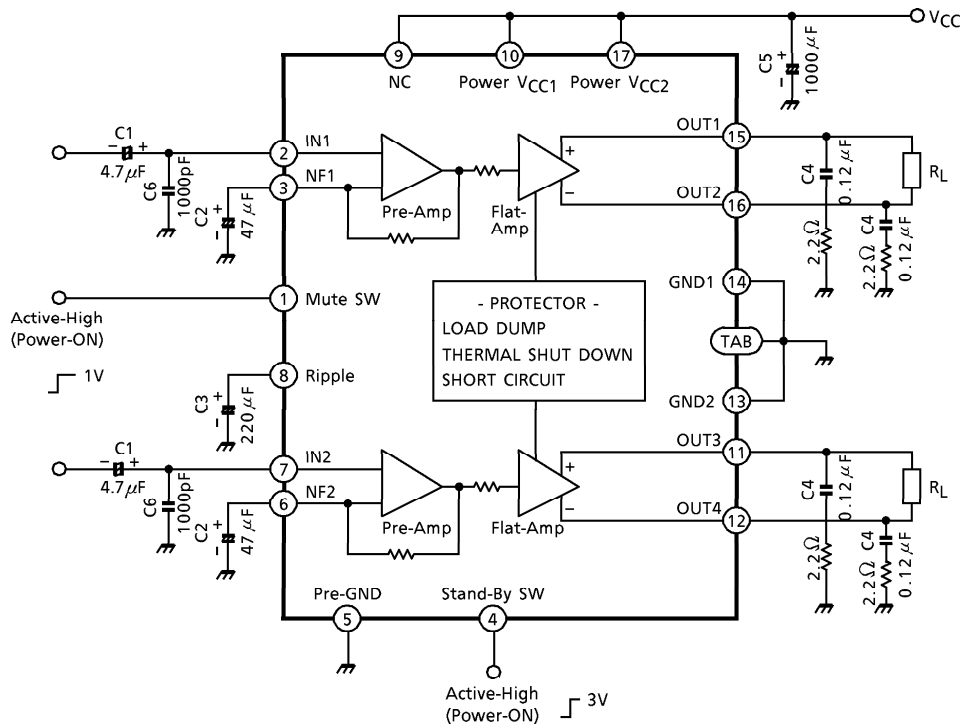 VCC
9
10
17
NC
Power VCC1
Power VCC2
C5
+
-
1000μF
C1
- +
4.7μF
C6
1000pF
2
IN1
3
NF1
C2
+
-
47μF
Pre-Amp
Flat-
Amp
+
-
OUT1
15
OUT2
16
C4
0.12μF
2.2Ω
C4
0.12μF
2.2Ω
RL
1
Mute SW
Active-High
(Power-ON)
1V
- PROTECTOR -
LOAD DUMP
THERMAL SHUT DOWN
SHORT CIRCUIT
GND1
14
TAB
GND2
13
8
Ripple
C3
+
-
220μF
C1
- +
4.7μF
C6
1000pF
7
IN2
6
NF2
C2
+
-
47μF
Pre-Amp
Flat-Amp
+
-
OUT3
11
OUT4
12
C4
0.12μF
2.2Ω
C4
0.12μF
2.2Ω
RL
Pre-GND
5
Stand-By SW
4
Active-High
(Power-ON)
3V